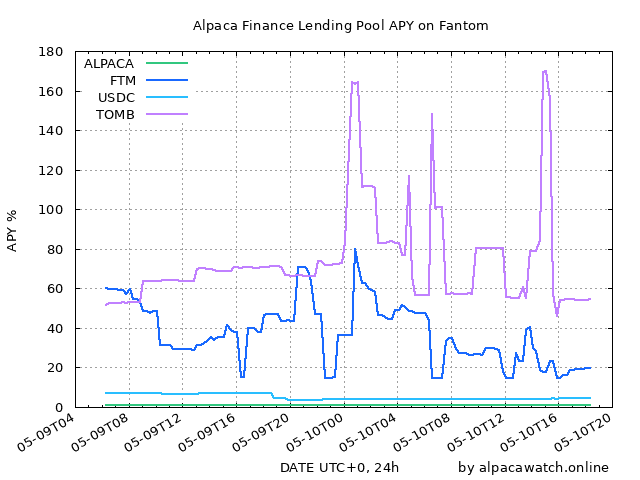 Alpaca Finance Lending Pool APY on Fantom
APY %
180
160
140
120
100
80
60
40
20
0
ALPACA
FTM
USDC
TOMB
05-09T04
05-09T08
05-09T12
05-09T16
05-09T20
05-10T00
05-10T04
05-10T08
05-10T12
05-10T16
05-10T20
DATE UTC+0, 24h
by alpacawatch.online